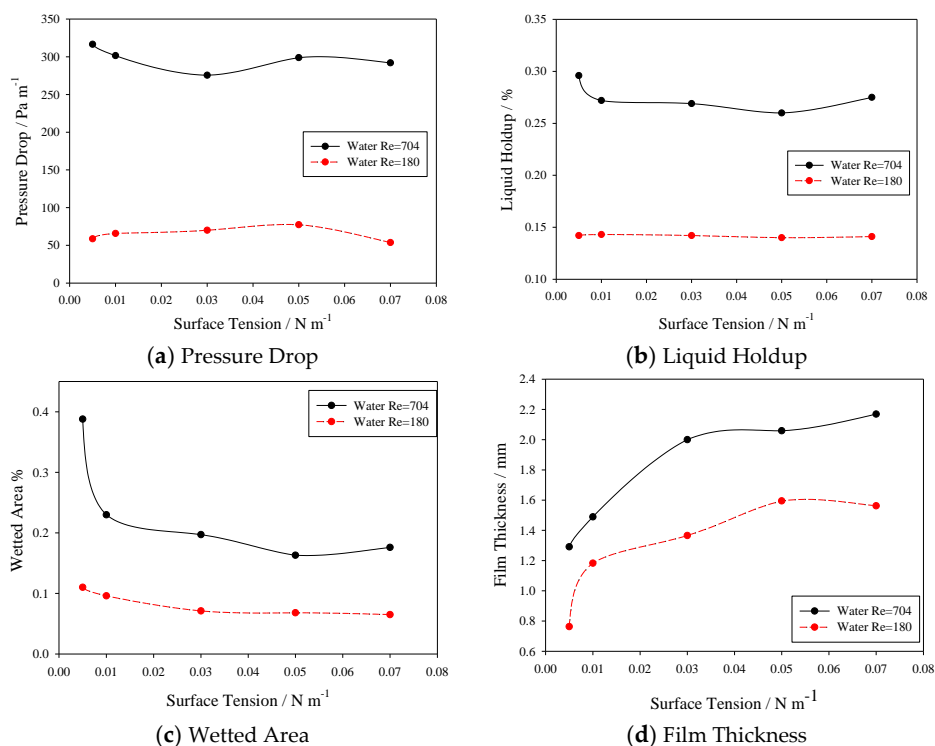 350
300
250
200
150
100
50
0
Pressure Drop / Pa m-1
Water Re=704
Water Re=180
0.00 0.01 0.02 0.03 0.04 0.05 0.06 0.07 0.08
Surface Tension / N m-1
(a) Pressure Drop
0.35
0.30
0.25
0.20
0.15
0.10
Liquid Holdup / %
Water Re=704
Water Re=180
0.00 0.01 0.02 0.03 0.04 0.05 0.06 0.07 0.08
Surface Tension / N m-1
(b) Liquid Holdup
0.4
0.3
0.2
0.1
0.0
Wetted Area %
Water Re=704
Water Re=180
0.00 0.01 0.02 0.03 0.04 0.05 0.06 0.07 0.08
Surface Tension / N m-1
(c) Wetted Area
2.4
2.2
2.0
1.8
1.6
1.4
1.2
1.0
0.8
0.6
Film Thickness / mm
Water Re=704
Water Re=180
0.00 0.01 0.02 0.03 0.04 0.05 0.06 0.07 0.08
Surface Tension / N m-1
(d) Film Thickness